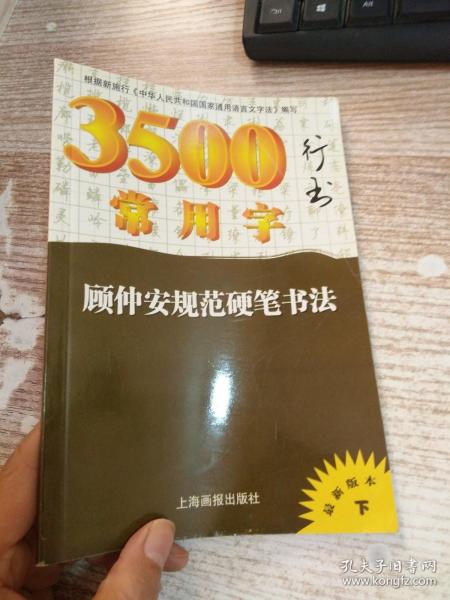 根据新施行《中华人民共和国国家通用语言文字法》编写
3500
常用字
行书
顾仲安规范硬笔书法
上海画报出版社
最新版本
下
孔夫子旧书网
www.kongfz.com